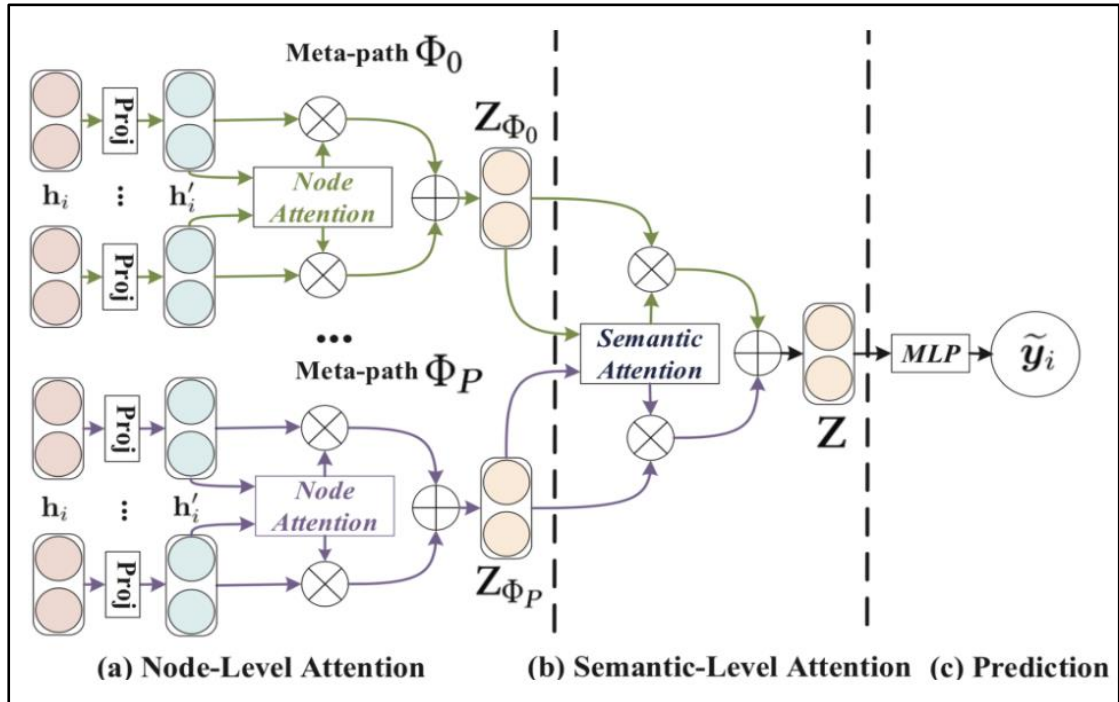 Meta-path Φ₀
Proj
Z_Φ₀
h_i
...
h′_i
Node
Attention
Proj
...
Meta-path Φ_P
Semantic
Attention
MLP
ỹ_i
Z
Proj
h_i
...
h′_i
Node
Attention
Proj
Z_Φ_P
(a) Node-Level Attention
(b) Semantic-Level Attention
(c) Prediction